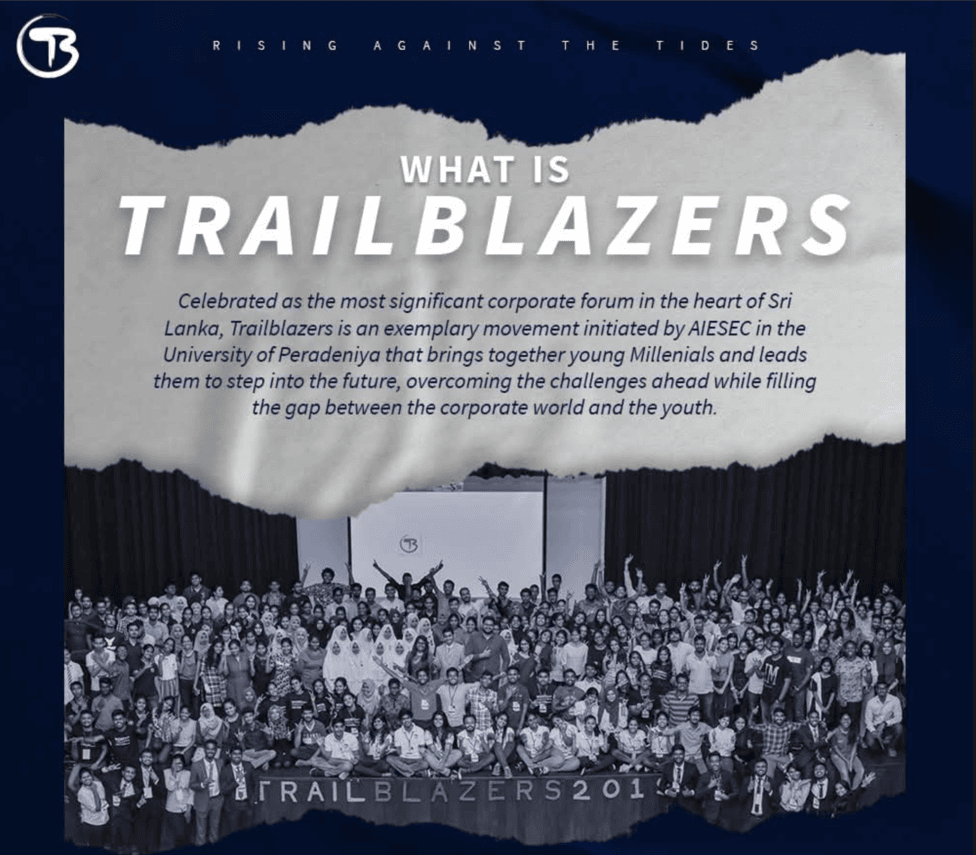 TB
RISING AGAINST THE TIDES
WHAT IS
TRAILBLAZERS
Celebrated as the most significant corporate forum in the heart of Sri
Lanka, Trailblazers is an exemplary movement initiated by AIESEC in the
University of Peradeniya that brings together young Millenials and leads
them to step into the future, overcoming the challenges ahead while filling
the gap between the corporate world and the youth.
TB
TRAILBLAZERS201